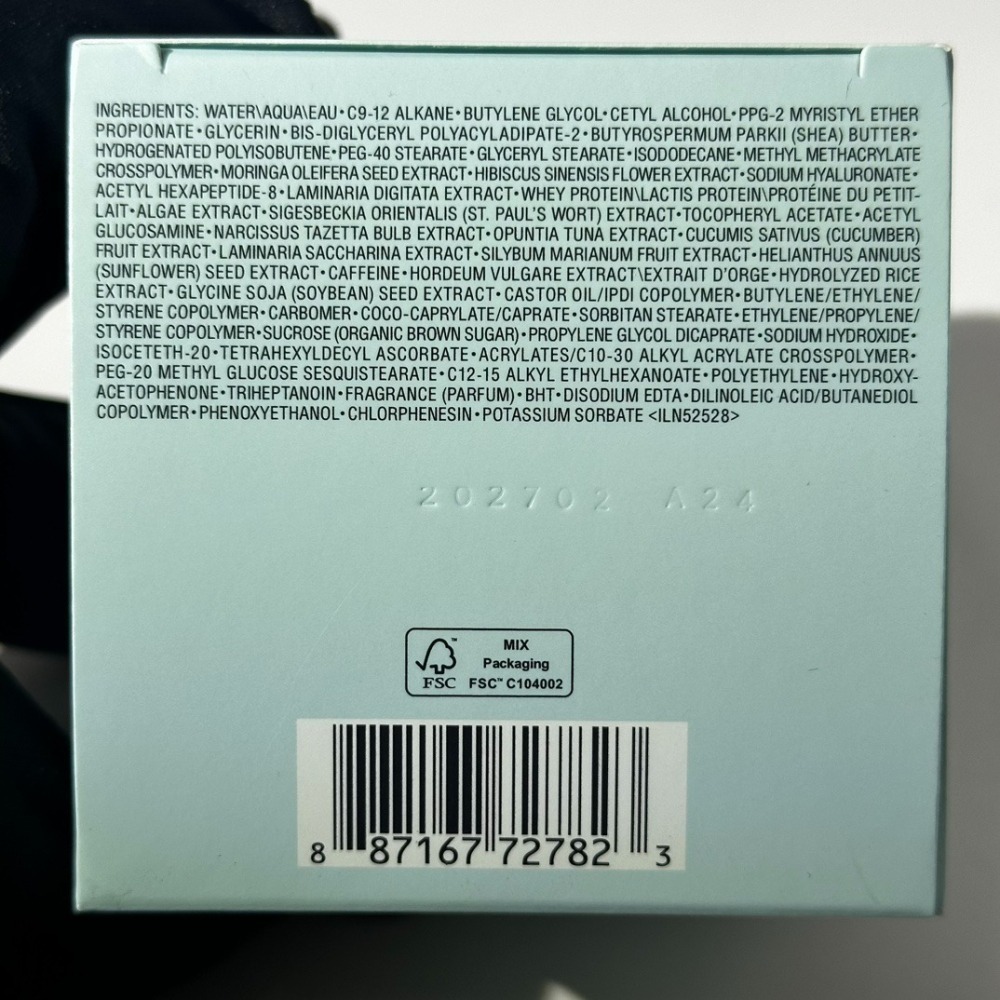 INGREDIENTS: WATER\AQUA\EAU•C9-12 ALKANE•BUTYLENE GLYCOL•CETYL ALCOHOL•PPG-2 MYRISTYL ETHER
PROPIONATE•GLYCERIN•BIS-DIGLYCERYL POLYACYLADIPATE-2•BUTYROSPERMUM PARKII (SHEA) BUTTER•
HYDROGENATED POLYISOBUTENE•PEG-40 STEARATE•GLYCERYL STEARATE•ISODODECANE•METHYL METHACRYLATE
CROSSPOLYMER•MORINGA OLEIFERA SEED EXTRACT•HIBISCUS SINENSIS FLOWER EXTRACT•SODIUM HYALURONATE•
ACETYL HEXAPEPTIDE-8•LAMINARIA DIGITATA EXTRACT•WHEY PROTEIN\LACTIS PROTEIN\PROTÉINE DU PETIT-
LAIT•ALGAE EXTRACT•SIGESBECKIA ORIENTALIS (ST. PAUL'S WORT) EXTRACT•TOCOPHERYL ACETATE•ACETYL
GLUCOSAMINE•NARCISSUS TAZETTA BULB EXTRACT•OPUNTIA TUNA EXTRACT•CUCUMIS SATIVUS (CUCUMBER)
FRUIT EXTRACT•LAMINARIA SACCHARINA EXTRACT•SILYBUM MARIANUM FRUIT EXTRACT•HELIANTHUS ANNUUS
(SUNFLOWER) SEED EXTRACT•CAFFEINE•HORDEUM VULGARE EXTRACT\EXTRAIT D'ORGE•HYDROLYZED RICE
EXTRACT•GLYCINE SOJA (SOYBEAN) SEED EXTRACT•CASTOR OIL/IPDI COPOLYMER•BUTYLENE/ETHYLENE/
STYRENE COPOLYMER•CARBOMER•COCO-CAPRYLATE/CAPRATE•SORBITAN STEARATE•ETHYLENE/PROPYLENE/
STYRENE COPOLYMER•SUCROSE (ORGANIC BROWN SUGAR)•PROPYLENE GLYCOL DICAPRATE•SODIUM HYDROXIDE•
ISOCETETH-20•TETRAHEXYLDECYL ASCORBATE•ACRYLATES/C10-30 ALKYL ACRYLATE CROSSPOLYMER•
PEG-20 METHYL GLUCOSE SESQUISTEARATE•C12-15 ALKYL ETHYLHEXANOATE•POLYETHYLENE•HYDROXY-
ACETOPHENONE•TRIHEPTANOIN•FRAGRANCE (PARFUM)•BHT•DISODIUM EDTA•DILINOLEIC ACID/BUTANEDIOL
COPOLYMER•PHENOXYETHANOL•CHLORPHENESIN•POTASSIUM SORBATE <ILN52528>
202702 A24
MIX
Packaging
FSC FSC™ C104002
8 87167 72782 3